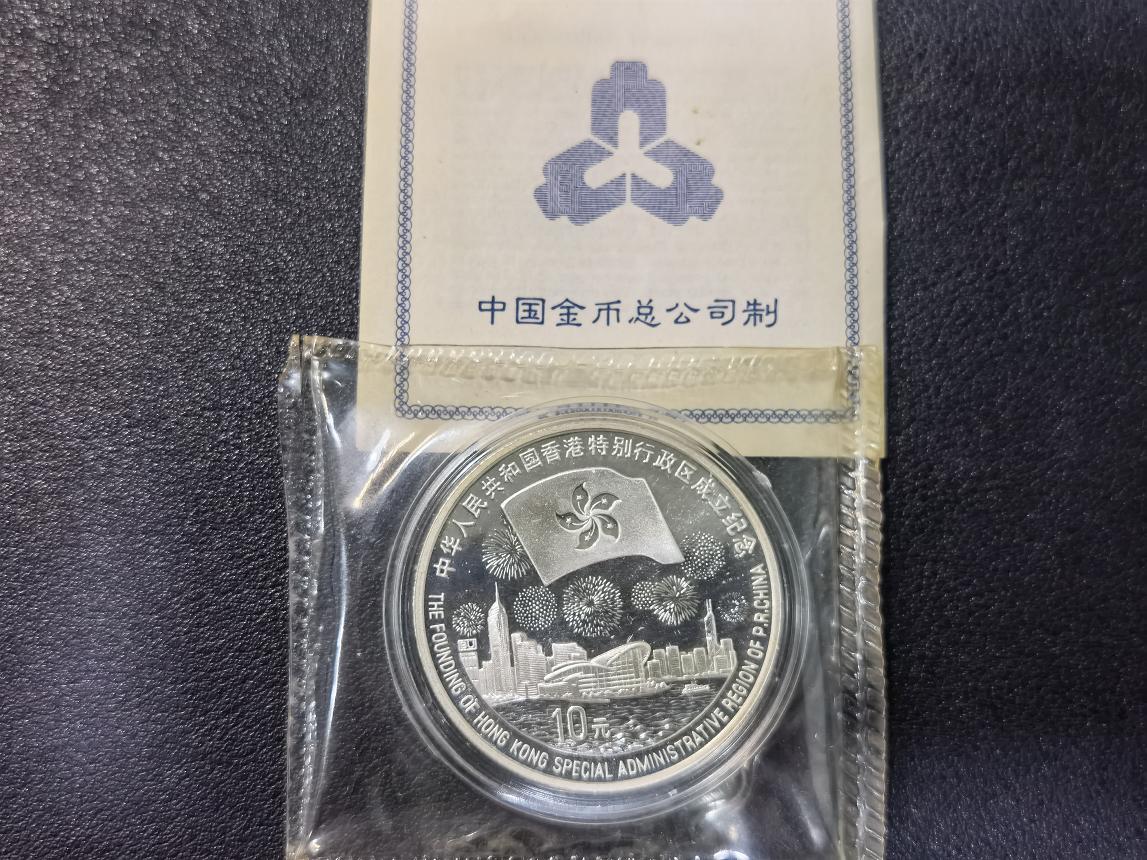 中国金币总公司制
中华人民共和国香港特别行政区成立纪念
10元
THE FOUNDING OF HONG KONG SPECIAL ADMINISTRATIVE REGION OF P.R.CHINA